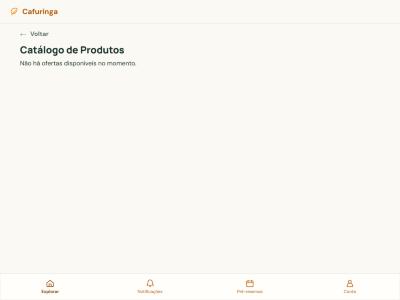 Cafuringa
← Voltar
Catálogo de Produtos
Não há ofertas disponíveis no momento.
Explorar
Notificações
Pré-reservas
Conta